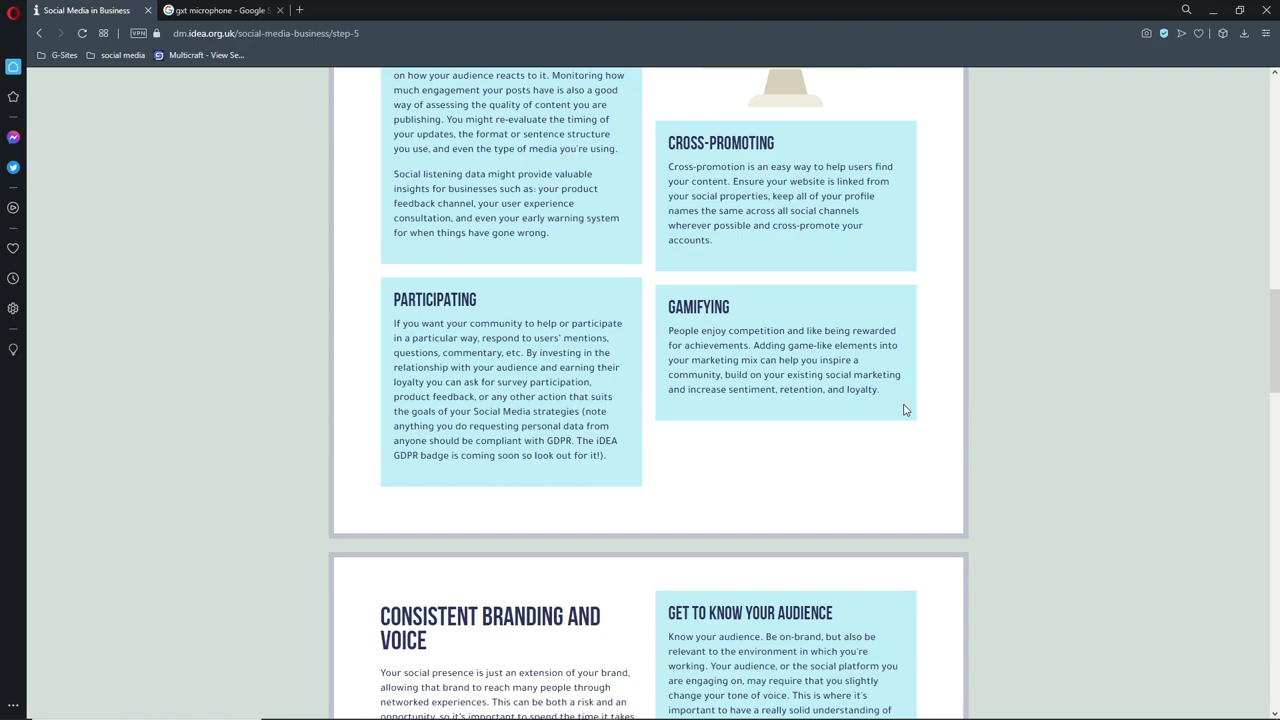 Social Media in Business
gxt microphone - Google S
VPN
dm.idea.org.uk/social-media-business/step-5
G-Sites
social media
Multicraft - View Se...
on how your audience reacts to it. Monitoring how
much engagement your posts have is also a good
way of assessing the quality of content you are
publishing. You might re-evaluate the timing of
your updates, the format or sentence structure
you use, and even the type of media you're using.
Social listening data might provide valuable
insights for businesses such as: your product
feedback channel, your user experience
consultation, and even your early warning system
for when things have gone wrong.
PARTICIPATING
If you want your community to help or participate
in a particular way, respond to users' mentions,
questions, commentary, etc. By investing in the
relationship with your audience and earning their
loyalty you can ask for survey participation,
product feedback, or any other action that suits
the goals of your Social Media strategies (note
anything you do requesting personal data from
anyone should be compliant with GDPR. The iDEA
GDPR badge is coming soon so look out for it!).
CROSS-PROMOTING
Cross-promotion is an easy way to help users find
your content. Ensure your website is linked from
your social properties, keep all of your profile
names the same across all social channels
wherever possible and cross-promote your
accounts.
GAMIFYING
People enjoy competition and like being rewarded
for achievements. Adding game-like elements into
your marketing mix can help you inspire a
community, build on your existing social marketing
and increase sentiment, retention, and loyalty.
CONSISTENT BRANDING AND
VOICE
Your social presence is just an extension of your brand,
allowing that brand to reach many people through
networked experiences. This can be both a risk and an
opportunity, so it's important to spend the time it takes
GET TO KNOW YOUR AUDIENCE
Know your audience. Be on-brand, but also be
relevant to the environment in which you're
working. Your audience, or the social platform you
are engaging on, may require that you slightly
change your tone of voice. This is where it's
important to have a really solid understanding of